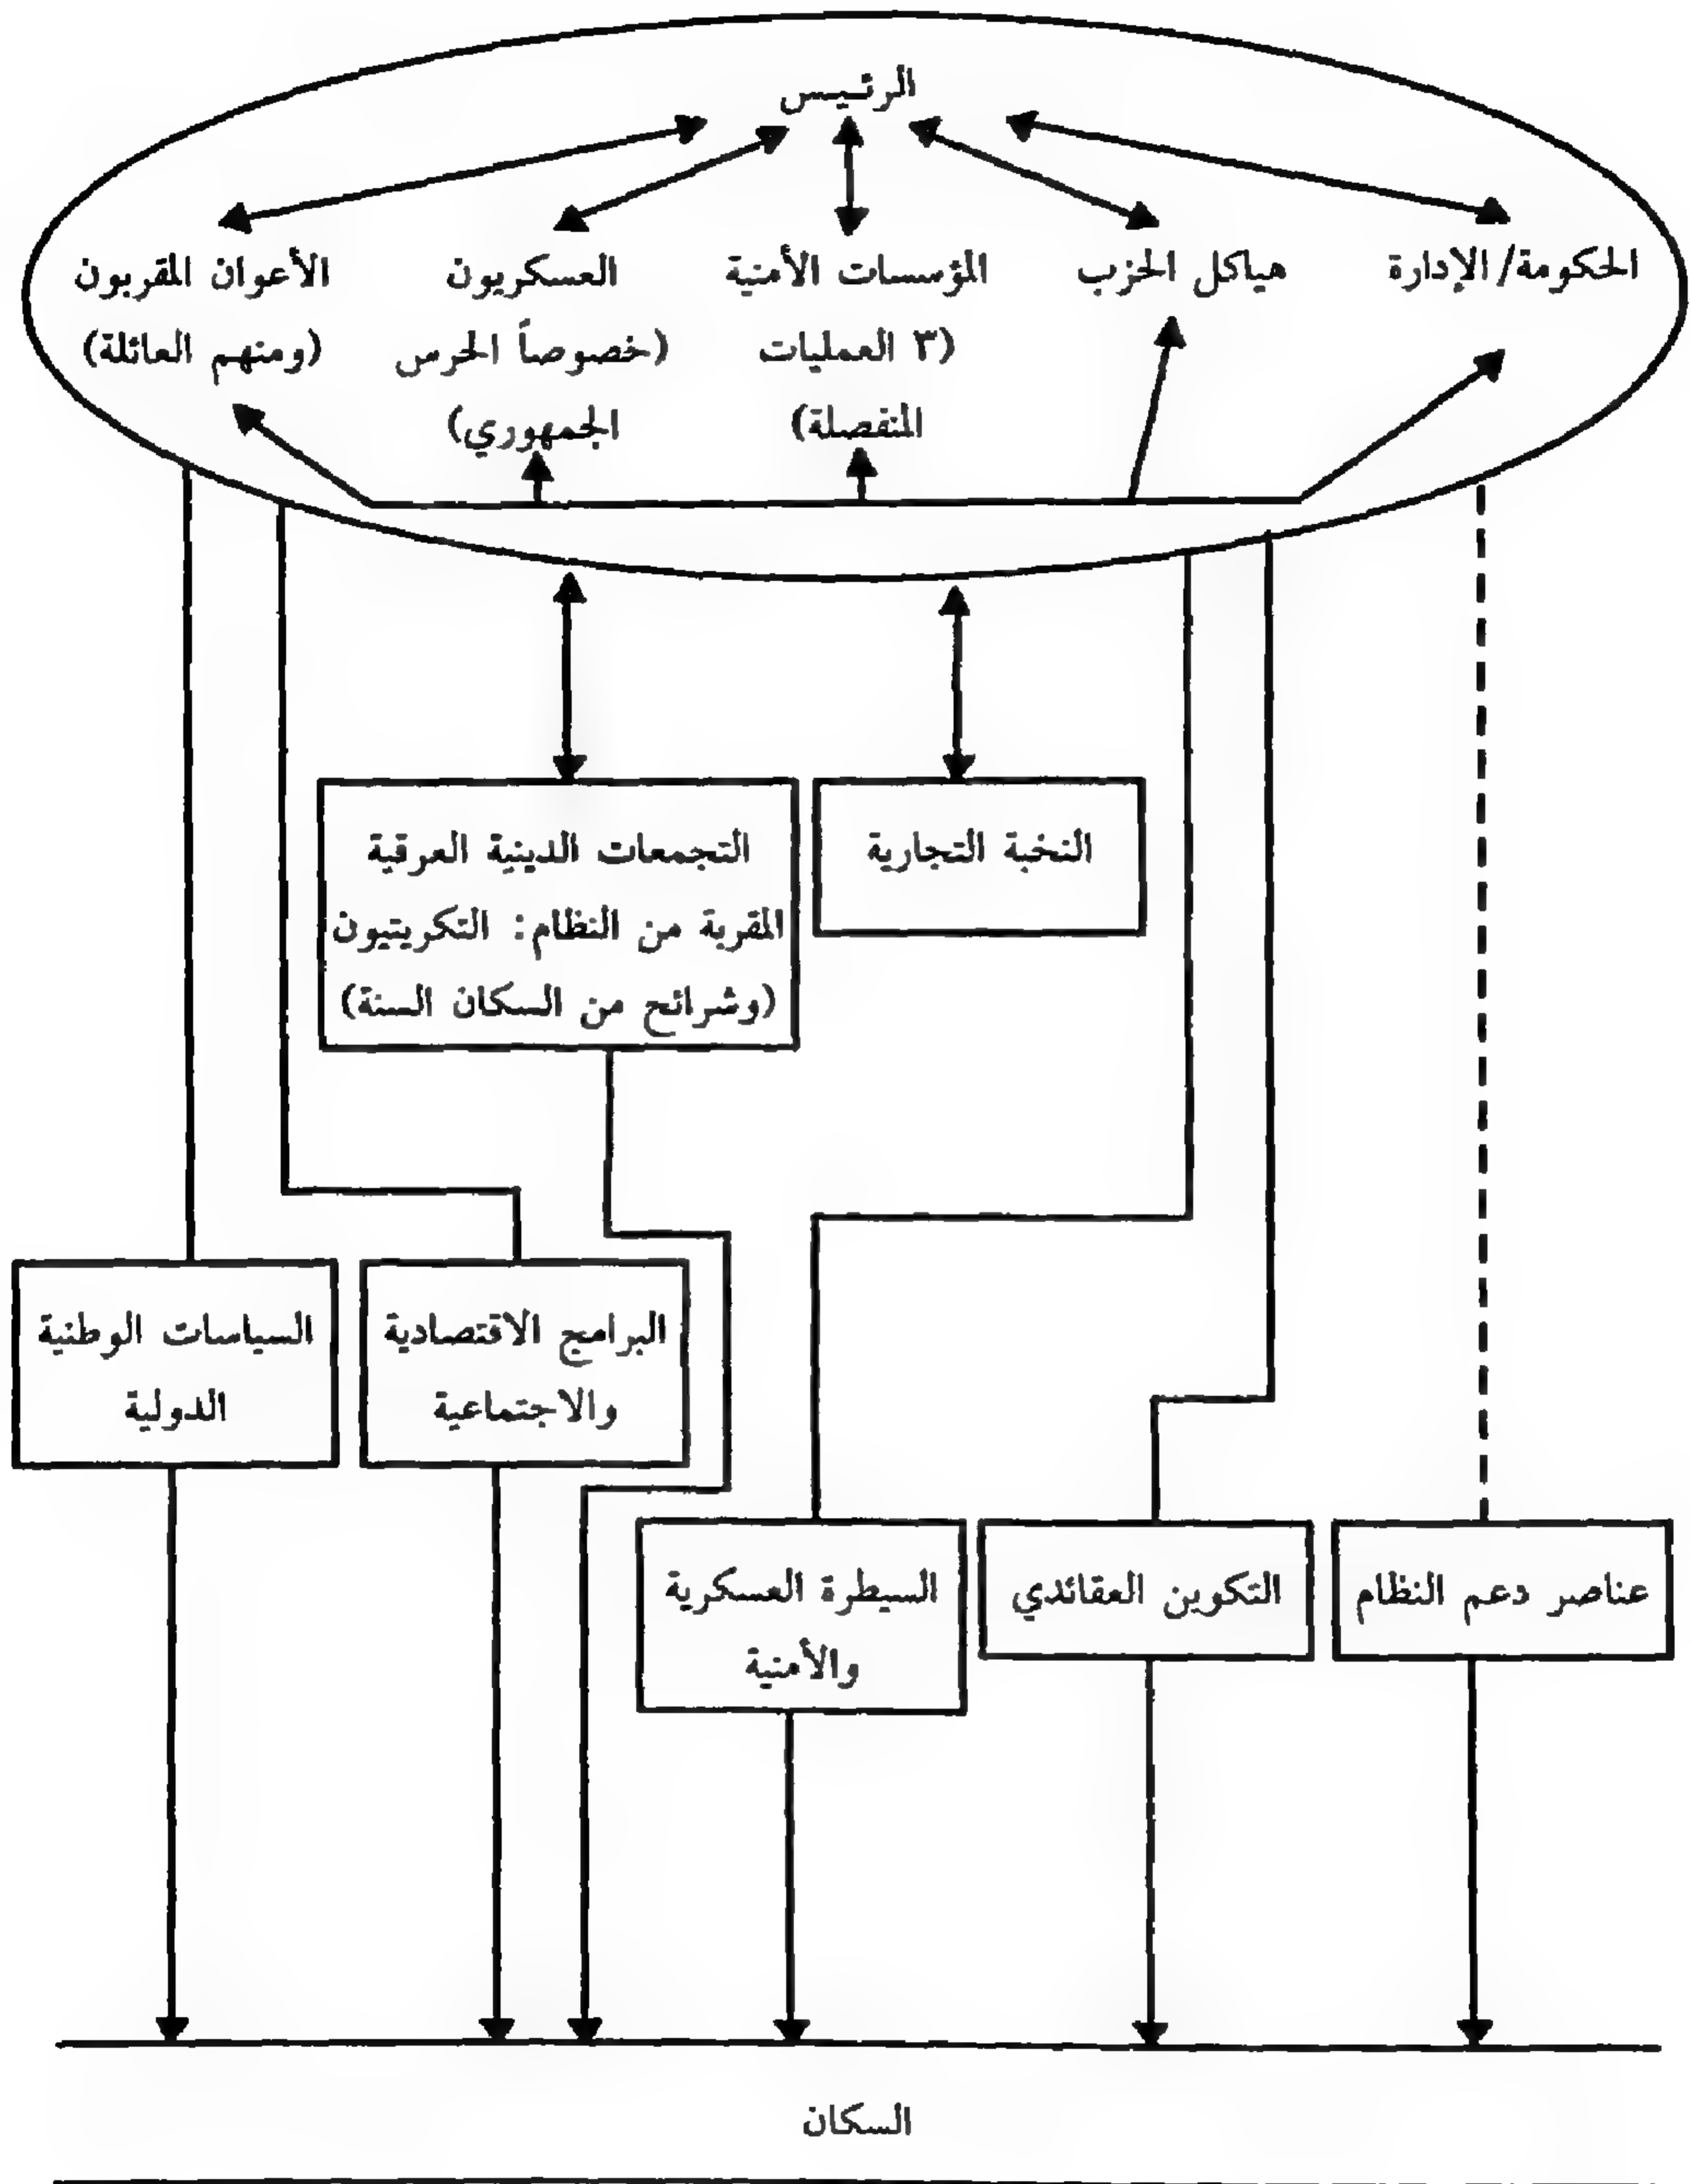 الرئيس
الحكومة/الإدارة
هياكل الحزب
المؤسسات الأمنية
(٣ العمليات
المنفصلة)
العسكريون
(خصوصاً الحرس
الجمهوري)
الأعوان المقربون
(ومنهم العائلة)
النخبة التجارية
التجمعات الدينية العرقية
المقربة من النظام: التكريتيون
(وشرائح من السكان السنة)
البرامج الاقتصادية
والاجتماعية
السياسات الوطنية
الدولية
عناصر دعم النظام
التكوين العقائدي
السيطرة العسكرية
والأمنية
السكان